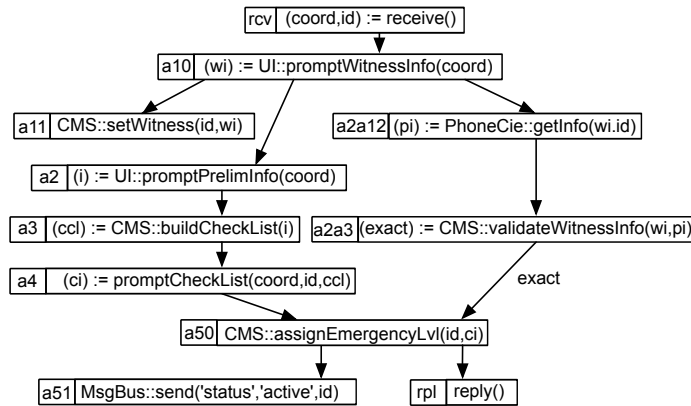 rcv (coord,id) := receive()
a10 (wi) := UI::promptWitnessInfo(coord)
a11 CMS::setWitness(id,wi)
a2a12 (pi) := PhoneCie::getInfo(wi.id)
a2 (i) := UI::promptPrelimInfo(coord)
a3 (ccl) := CMS::buildCheckList(i)
a2a3 (exact) := CMS::validateWitnessInfo(wi,pi)
a4 (ci) := promptCheckList(coord,id,ccl)
exact
a50 CMS::assignEmergencyLvl(id,ci)
a51 MsgBus::send('status','active',id)
rpl reply()